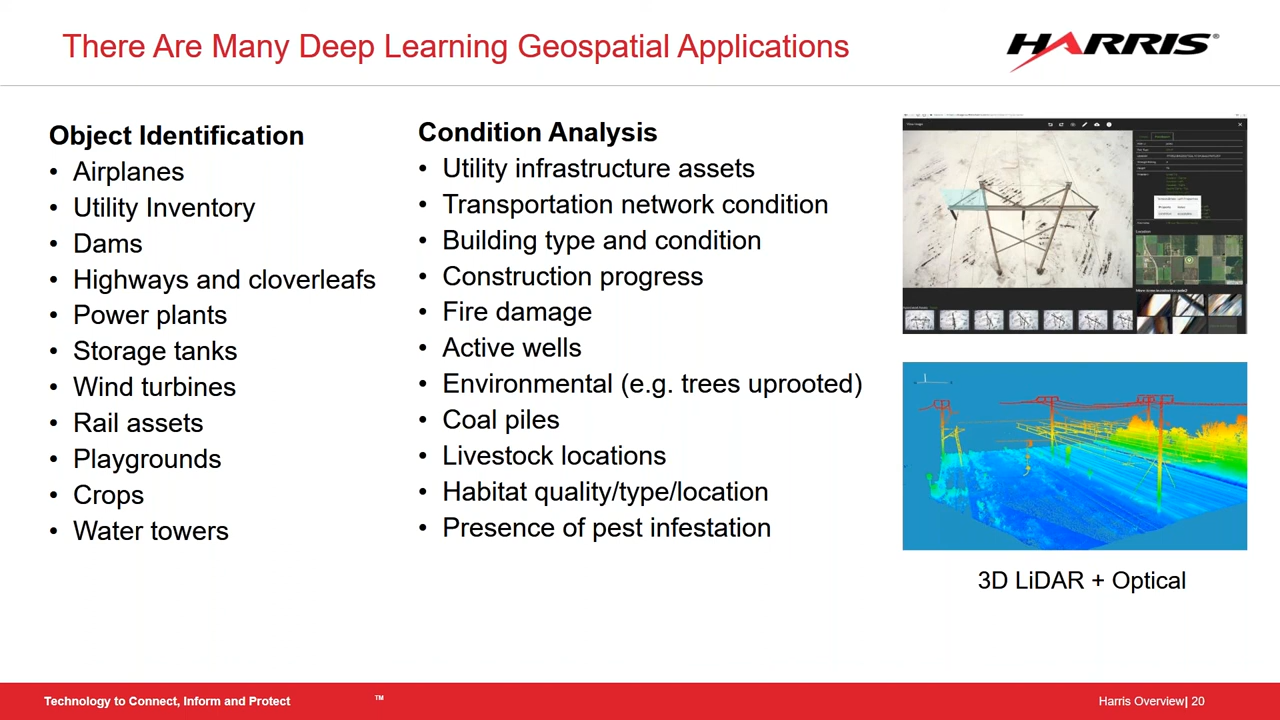 There Are Many Deep Learning Geospatial Applications
HARRIS®
Object Identification
• Airplanes
• Utility Inventory
• Dams
• Highways and cloverleafs
• Power plants
• Storage tanks
• Wind turbines
• Rail assets
• Playgrounds
• Crops
• Water towers
Condition Analysis
• Utility infrastructure assets
• Transportation network condition
• Building type and condition
• Construction progress
• Fire damage
• Active wells
• Environmental (e.g. trees uprooted)
• Coal piles
• Livestock locations
• Habitat quality/type/location
• Presence of pest infestation
Location
3D LiDAR + Optical
Technology to Connect, Inform and Protect TM
Harris Overview| 20